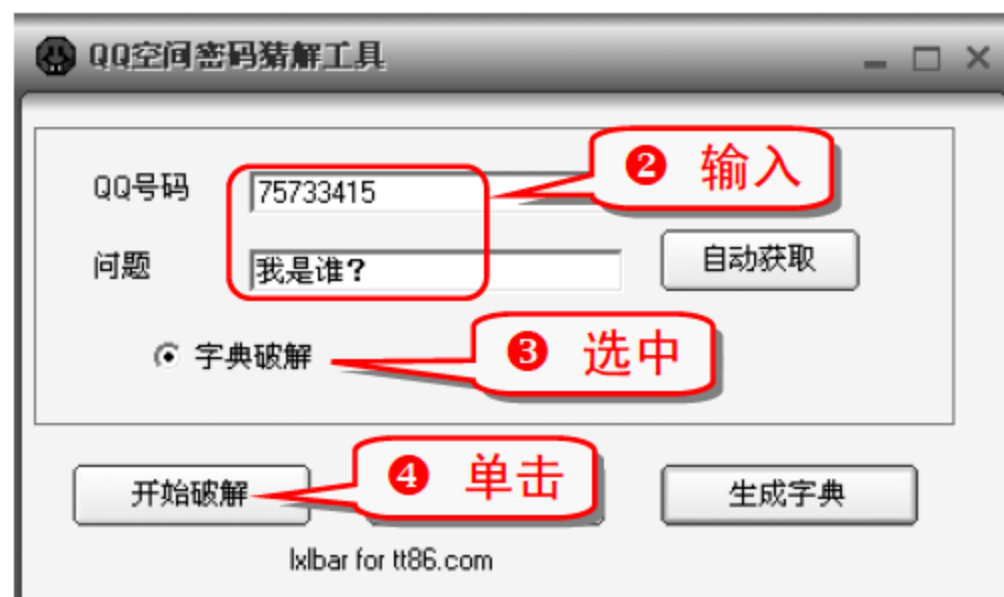 QQ空间密码猜解工具
❷ 输入
QQ号码 75733415
问题 我是谁? 自动获取
字典破解 ❸ 选中
❹ 单击
开始破解 生成字典
lxlbar for tt86.com